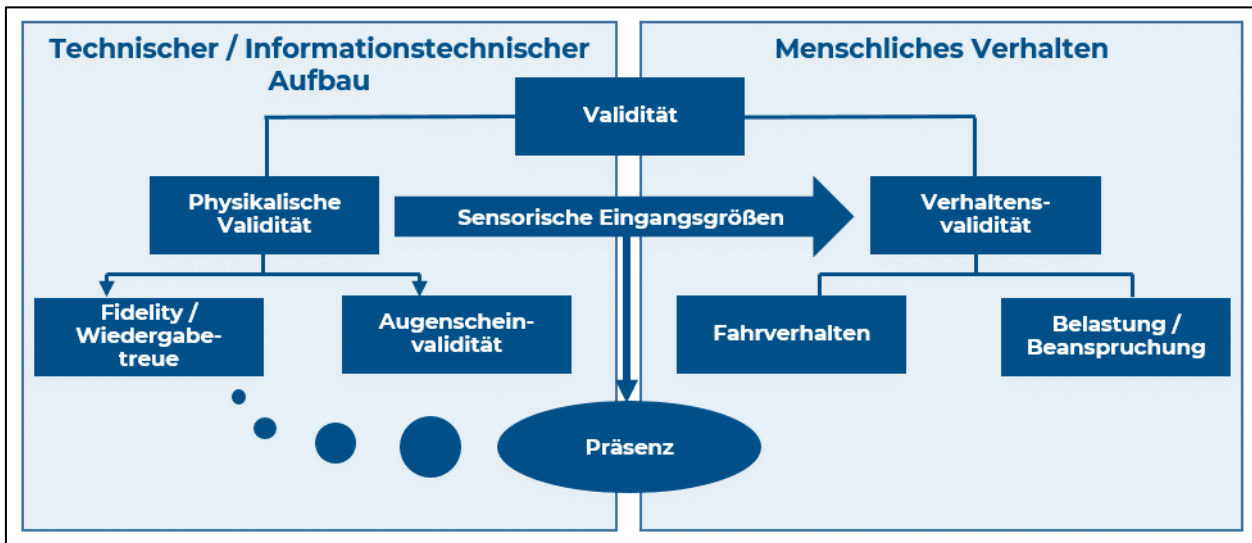 Technischer / Informationstechnischer
Aufbau
Menschliches Verhalten
Validität
Physikalische
Validität
Sensorische Eingangsgrößen
Verhaltens-
validität
Fidelity /
Wiedergabe-
treue
Augenschein-
validität
Fahrverhalten
Belastung /
Beanspruchung
Präsenz